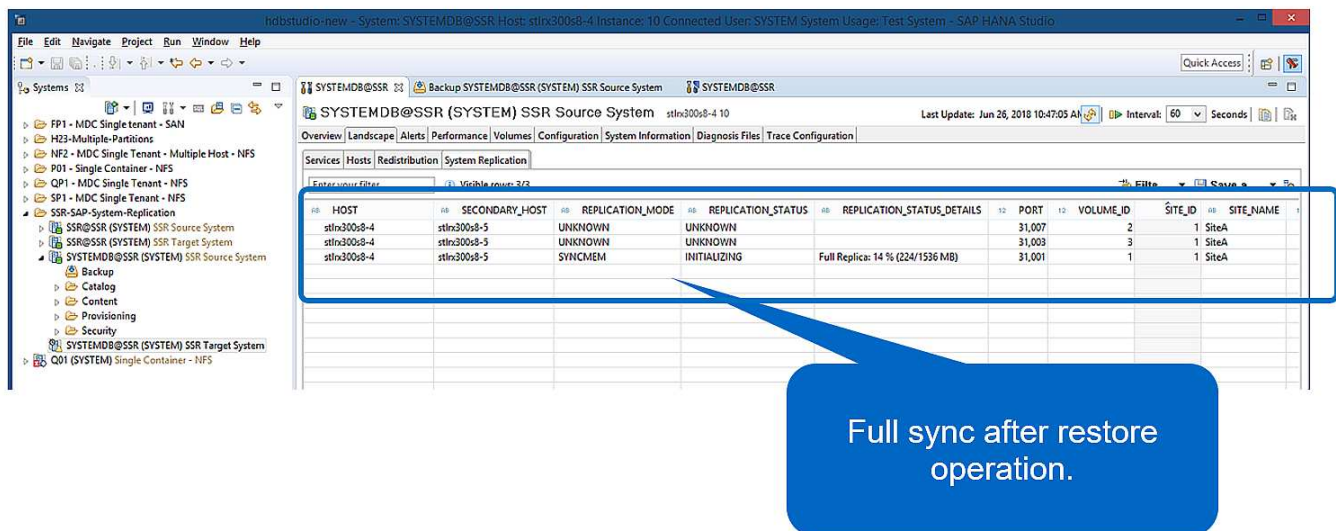 hdbstudio-new - System: SYSTEMDB@SSR Host: stlrx300s8-4 Instance: 10 Connected User: SYSTEM System Usage: Test System - SAP HANA Studio
File Edit Navigate Project Run Window Help
Quick Access
Systems
SYSTEMDB@SSR Backup SYSTEMDB@SSR (SYSTEM) SSR Source System SYSTEMDB@SSR
SYSTEMDB@SSR (SYSTEM) SSR Source System stlrx300s8-4 10 Last Update: Jun 26, 2018 10:47:05 AM Interval: 60 Seconds
Overview Landscape Alerts Performance Volumes Configuration System Information Diagnosis Files Trace Configuration
Services Hosts Redistribution System Replication
Enter your filter Visible rows: 3/3 Filte Save a
FP1 - MDC Single tenant - SAN
H23-Multiple-Partitions
NF2 - MDC Single Tenant - Multiple Host - NFS
P01 - Single Container - NFS
QP1 - MDC Single Tenant - NFS
SP1 - MDC Single Tenant - NFS
SSR-SAP-System-Replication
SSR@SSR (SYSTEM) SSR Source System
SSR@SSR (SYSTEM) SSR Target System
SYSTEMDB@SSR (SYSTEM) SSR Source System
Backup
Catalog
Content
Provisioning
Security
SYSTEMDB@SSR (SYSTEM) SSR Target System
Q01 (SYSTEM) Single Container - NFS
AB HOST AB SECONDARY_HOST AB REPLICATION_MODE AB REPLICATION_STATUS AB REPLICATION_STATUS_DETAILS 12 PORT 12 VOLUME_ID SITE_ID AB SITE_NAME
stlrx300s8-4 stlrx300s8-5 UNKNOWN UNKNOWN 31,007 2 1 SiteA
stlrx300s8-4 stlrx300s8-5 UNKNOWN UNKNOWN 31,003 3 1 SiteA
stlrx300s8-4 stlrx300s8-5 SYNCMEM INITIALIZING Full Replica: 14 % (224/1536 MB) 31,001 1 1 SiteA
Full sync after restore
operation.